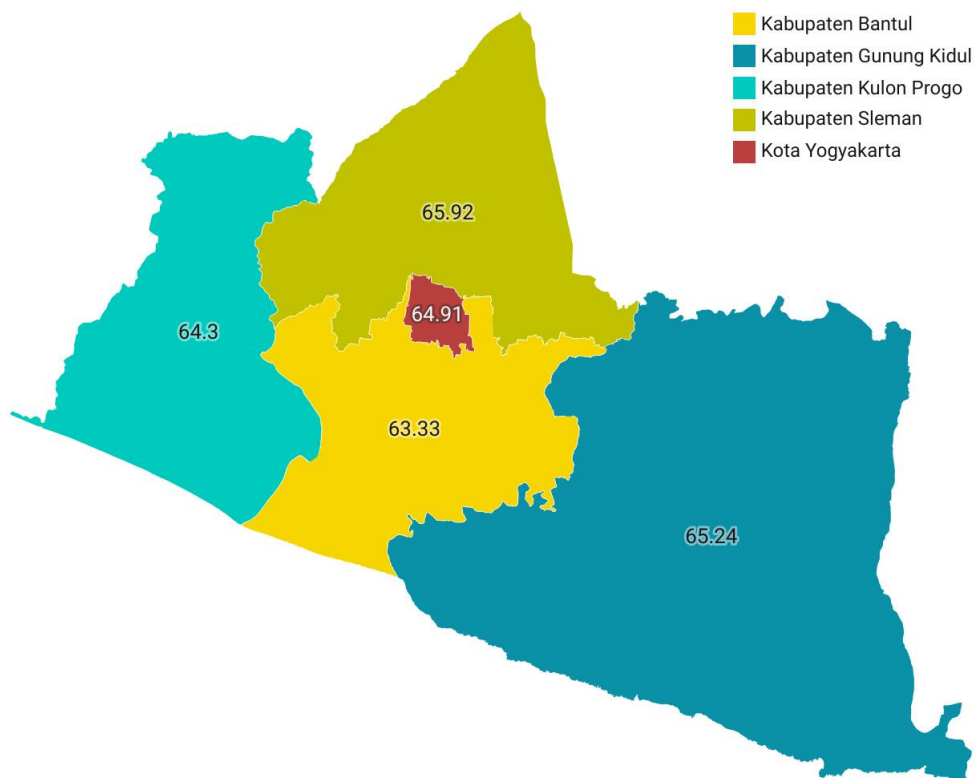 Kabupaten Bantul
Kabupaten Gunung Kidul
Kabupaten Kulon Progo
Kabupaten Sleman
Kota Yogyakarta
65.92
64.91
64.3
63.33
65.24